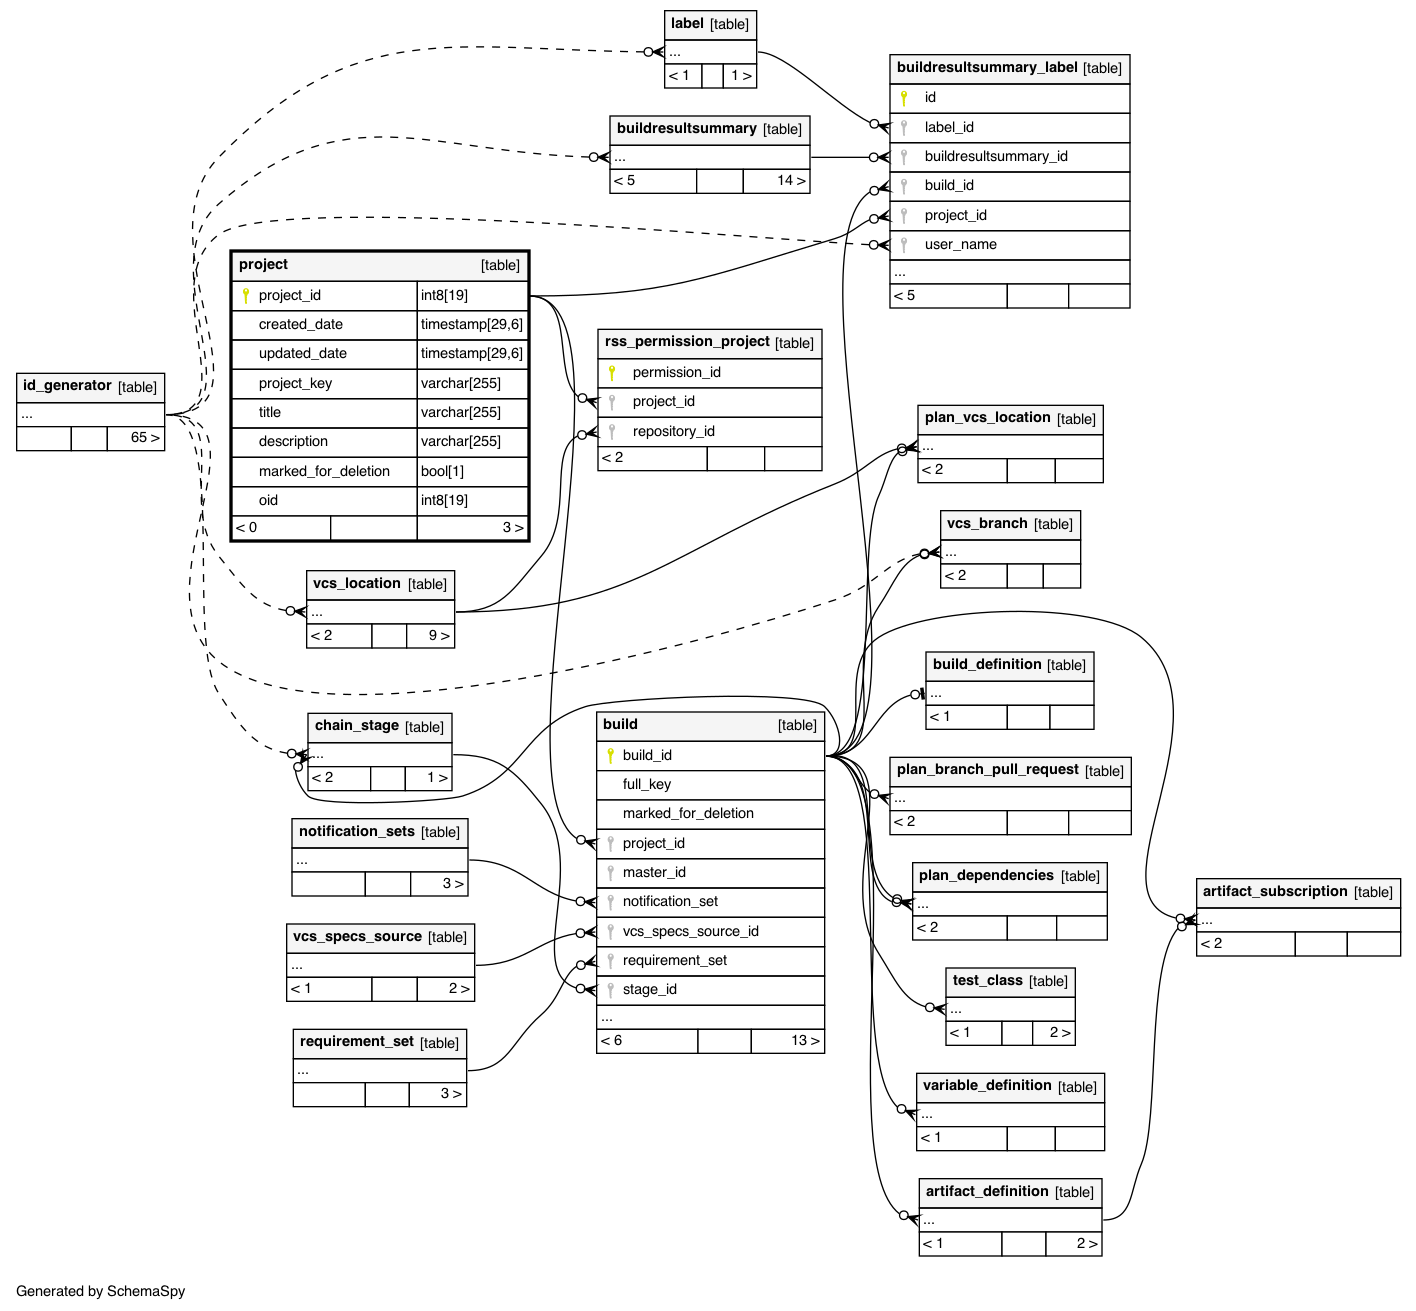 label [table]
...
< 1 1 >
buildresultsummary_label [table]
id
label_id
buildresultsummary_id
build_id
project_id
user_name
...
< 5
buildresultsummary [table]
...
< 5 14 >
project [table]
project_id int8[19]
created_date timestamp[29,6]
updated_date timestamp[29,6]
project_key varchar[255]
title varchar[255]
description varchar[255]
marked_for_deletion bool[1]
oid int8[19]
< 0 3 >
rss_permission_project [table]
permission_id
project_id
repository_id
< 2
id_generator [table]
...
65 >
plan_vcs_location [table]
...
< 2
vcs_branch [table]
...
< 2
vcs_location [table]
...
< 2 9 >
build_definition [table]
...
< 1
chain_stage [table]
...
< 2 1 >
build [table]
build_id
full_key
marked_for_deletion
project_id
master_id
notification_set
vcs_specs_source_id
requirement_set
stage_id
...
< 6 13 >
plan_branch_pull_request [table]
...
< 2
notification_sets [table]
...
3 >
plan_dependencies [table]
...
< 2
artifact_subscription [table]
...
< 2
vcs_specs_source [table]
...
< 1 2 >
test_class [table]
...
< 1 2 >
requirement_set [table]
...
3 >
variable_definition [table]
...
< 1
artifact_definition [table]
...
< 1 2 >
Generated by SchemaSpy